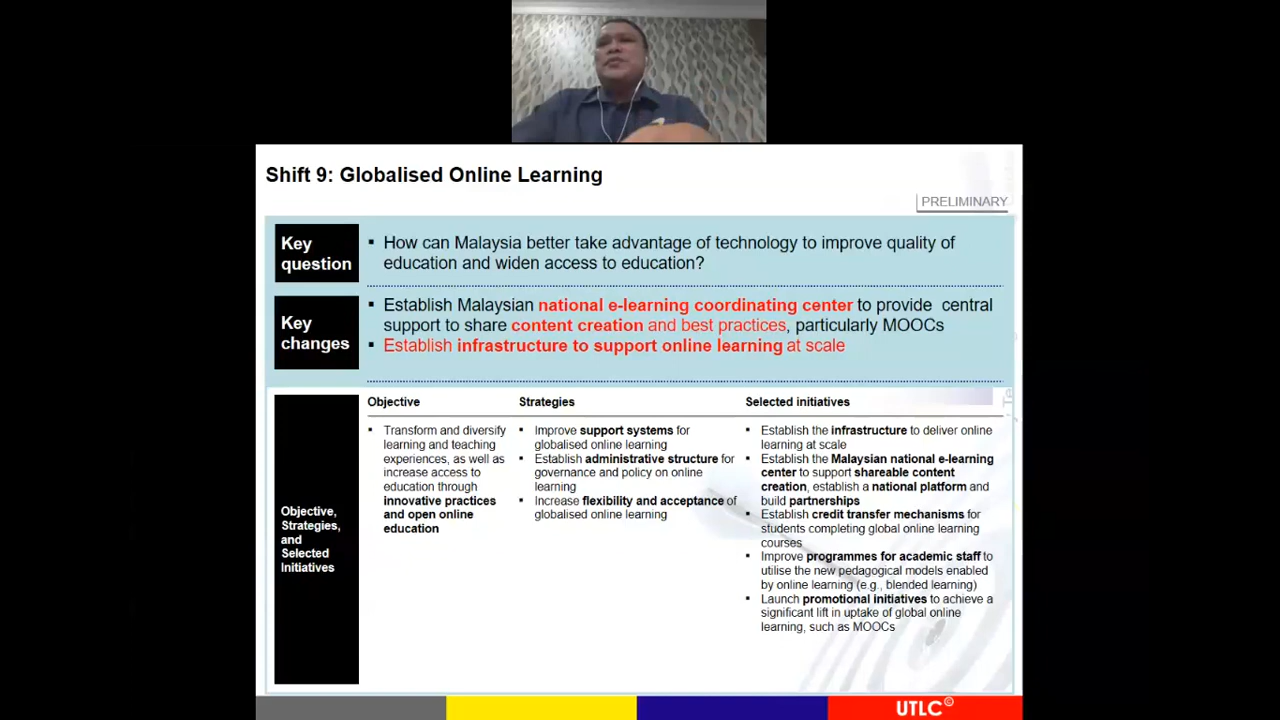 Shift 9: Globalised Online Learning
PRELIMINARY
Key
question
▪ How can Malaysia better take advantage of technology to improve quality of
education and widen access to education?
Key
changes
▪ Establish Malaysian national e-learning coordinating center to provide central
support to share content creation and best practices, particularly MOOCs
▪ Establish infrastructure to support online learning at scale
Objective,
Strategies,
and
Selected
Initiatives
Objective
▪ Transform and diversify
learning and teaching
experiences, as well as
increase access to
education through
innovative practices
and open online
education
Strategies
▪ Improve support systems for
globalised online learning
▪ Establish administrative structure for
governance and policy on online
learning
▪ Increase flexibility and acceptance of
globalised online learning
Selected initiatives
▪ Establish the infrastructure to deliver online
learning at scale
▪ Establish the Malaysian national e-learning
center to support shareable content
creation, establish a national platform and
build partnerships
▪ Establish credit transfer mechanisms for
students completing global online learning
courses
▪ Improve programmes for academic staff to
utilise the new pedagogical models enabled
by online learning (e.g., blended learning)
▪ Launch promotional initiatives to achieve a
significant lift in uptake of global online
learning, such as MOOCs
UTLC©